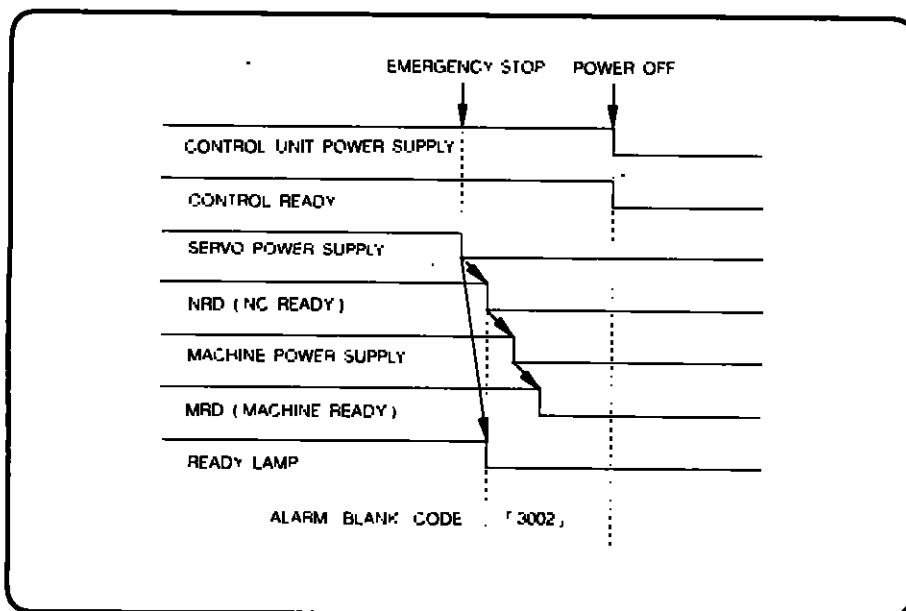 EMERGENCY STOP POWER OFF
CONTROL UNIT POWER SUPPLY
CONTROL READY
SERVO POWER SUPPLY
NRD (NC READY)
MACHINE POWER SUPPLY
MRD (MACHINE READY)
READY LAMP
ALARM BLANK CODE 「3002」